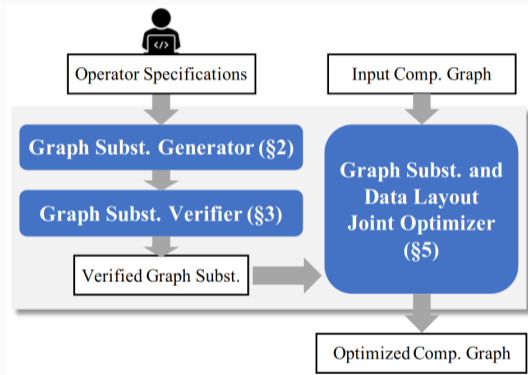 </>
Operator Specifications
Input Comp. Graph
Graph Subst. Generator (§2)
Graph Subst. Verifier (§3)
Verified Graph Subst.
Graph Subst. and
Data Layout
Joint Optimizer
(§5)
Optimized Comp. Graph